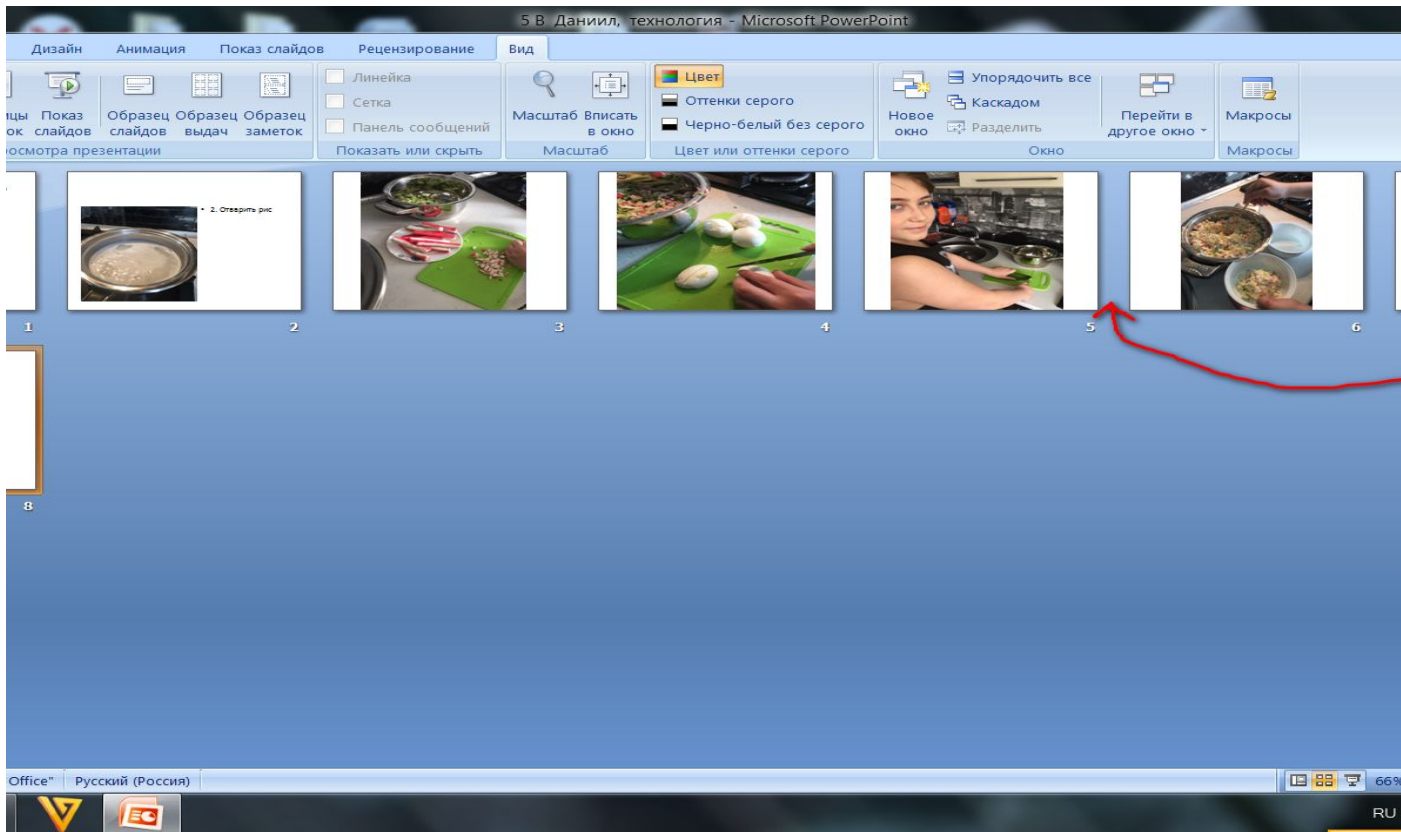 5 В Даниил, технология - Microsoft PowerPoint
Дизайн Анимация Показ слайдов Рецензирование Вид
Линейка
Сетка
Панель сообщений
Показ слайдов
Образец слайдов
Образец выдач
Образец заметок
Масштаб
Вписать в окно
Цвет
Оттенки серого
Черно-белый без серого
Новое окно
Упорядочить все
Каскадом
Разделить
Перейти в другое окно
Макросы
Показать или скрыть
Масштаб
Цвет или оттенки серого
Окно
Макросы
• 2. Отварить рис
1 2 3 4 5 6
8
Office" Русский (Россия) 66%
RU